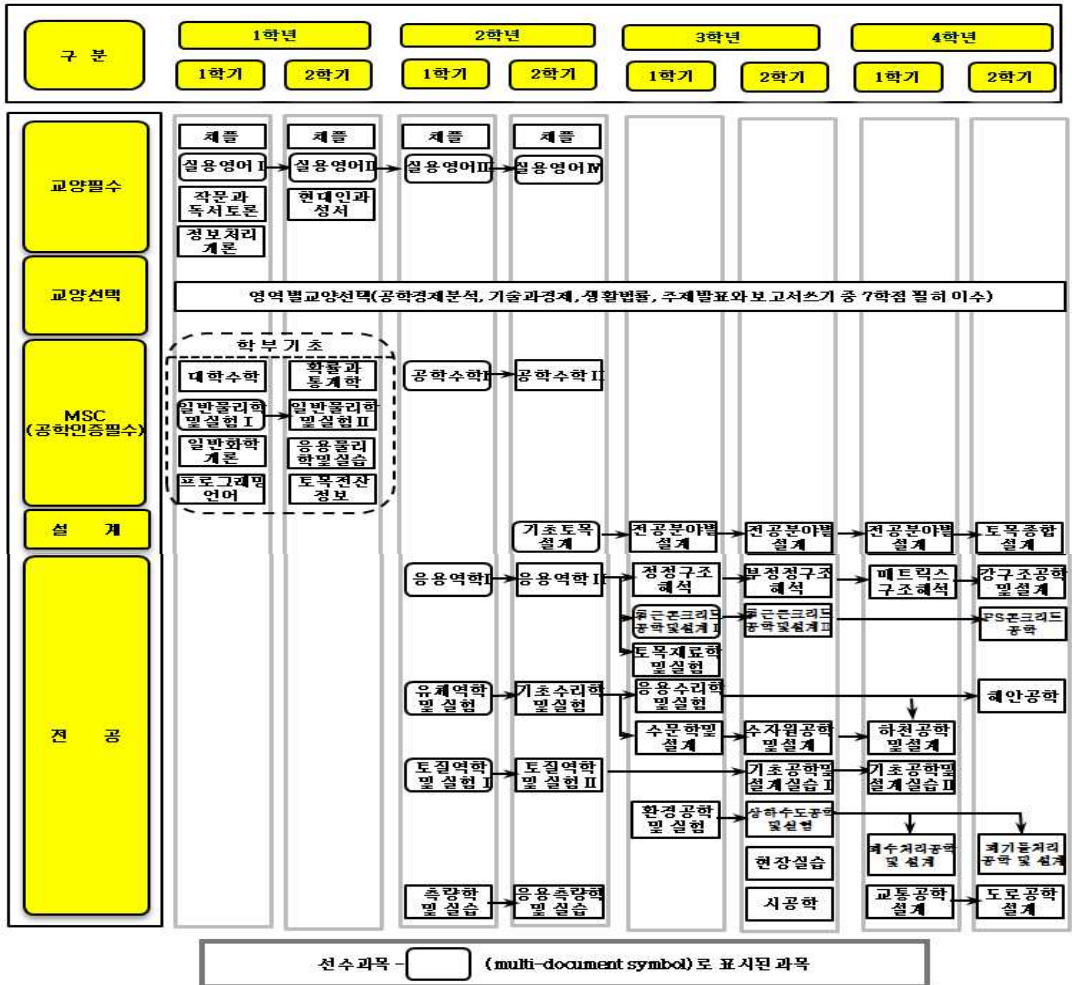 구 분
1학년
2학년
3학년
4학년
1학기
2학기
1학기
2학기
1학기
2학기
1학기
2학기
교양필수
채플
채플
채플
채플
실용영어 I
실용영어II
실용영어III
실용영어IV
작문과
독서토론
현대인과
성서
정보처리
개론
교양선택
영역별교양선택(공학경제분석, 기술과경제, 생활법률, 주제발표와 보고서쓰기 중 7학점 필히 이수)
MSC
(공학인증필수)
학 부 기 초
대학수학
확률과
통계학
공학수학I
공학수학 II
일반물리학
및실험 I
일반물리학
및실험 II
일반화학
개론
응용물리
학및실습
프로그래밍
언어
토목전산
정보
설 계
기초토목
설계
전공분야별
설계
전공분야별
설계
전공분야별
설계
토목종합
설계
전 공
응용역학I
응용역학 II
정정구조
해석
부정정구조
해석
매트릭스
구조해석
강구조공학
및설계
철근콘크리트
공학및설계 I
철근콘크리트
공학및설계 II
PS콘크리트
공학
토목재료학
및실험
유체역학
및 실험
기초수리학
및실험
응용수리학
및실험
해안공학
수문학및
설계
수자원공학
및설계
하천공학
및설계
토질역학
및 실험 I
토질역학
및 실험 II
기초공학및
설계실습 I
기초공학및
설계실습 II
환경공학
및 실험
상하수도공학
및실험
폐수처리공학
및 설계
폐기물처리
공학 및 설계
현장실습
측량학
및 실습
응용측량학
및 실습
시공학
교통공학
설계
도로공학
설계
선수과목 - (multi-document symbol)로 표시된 과목